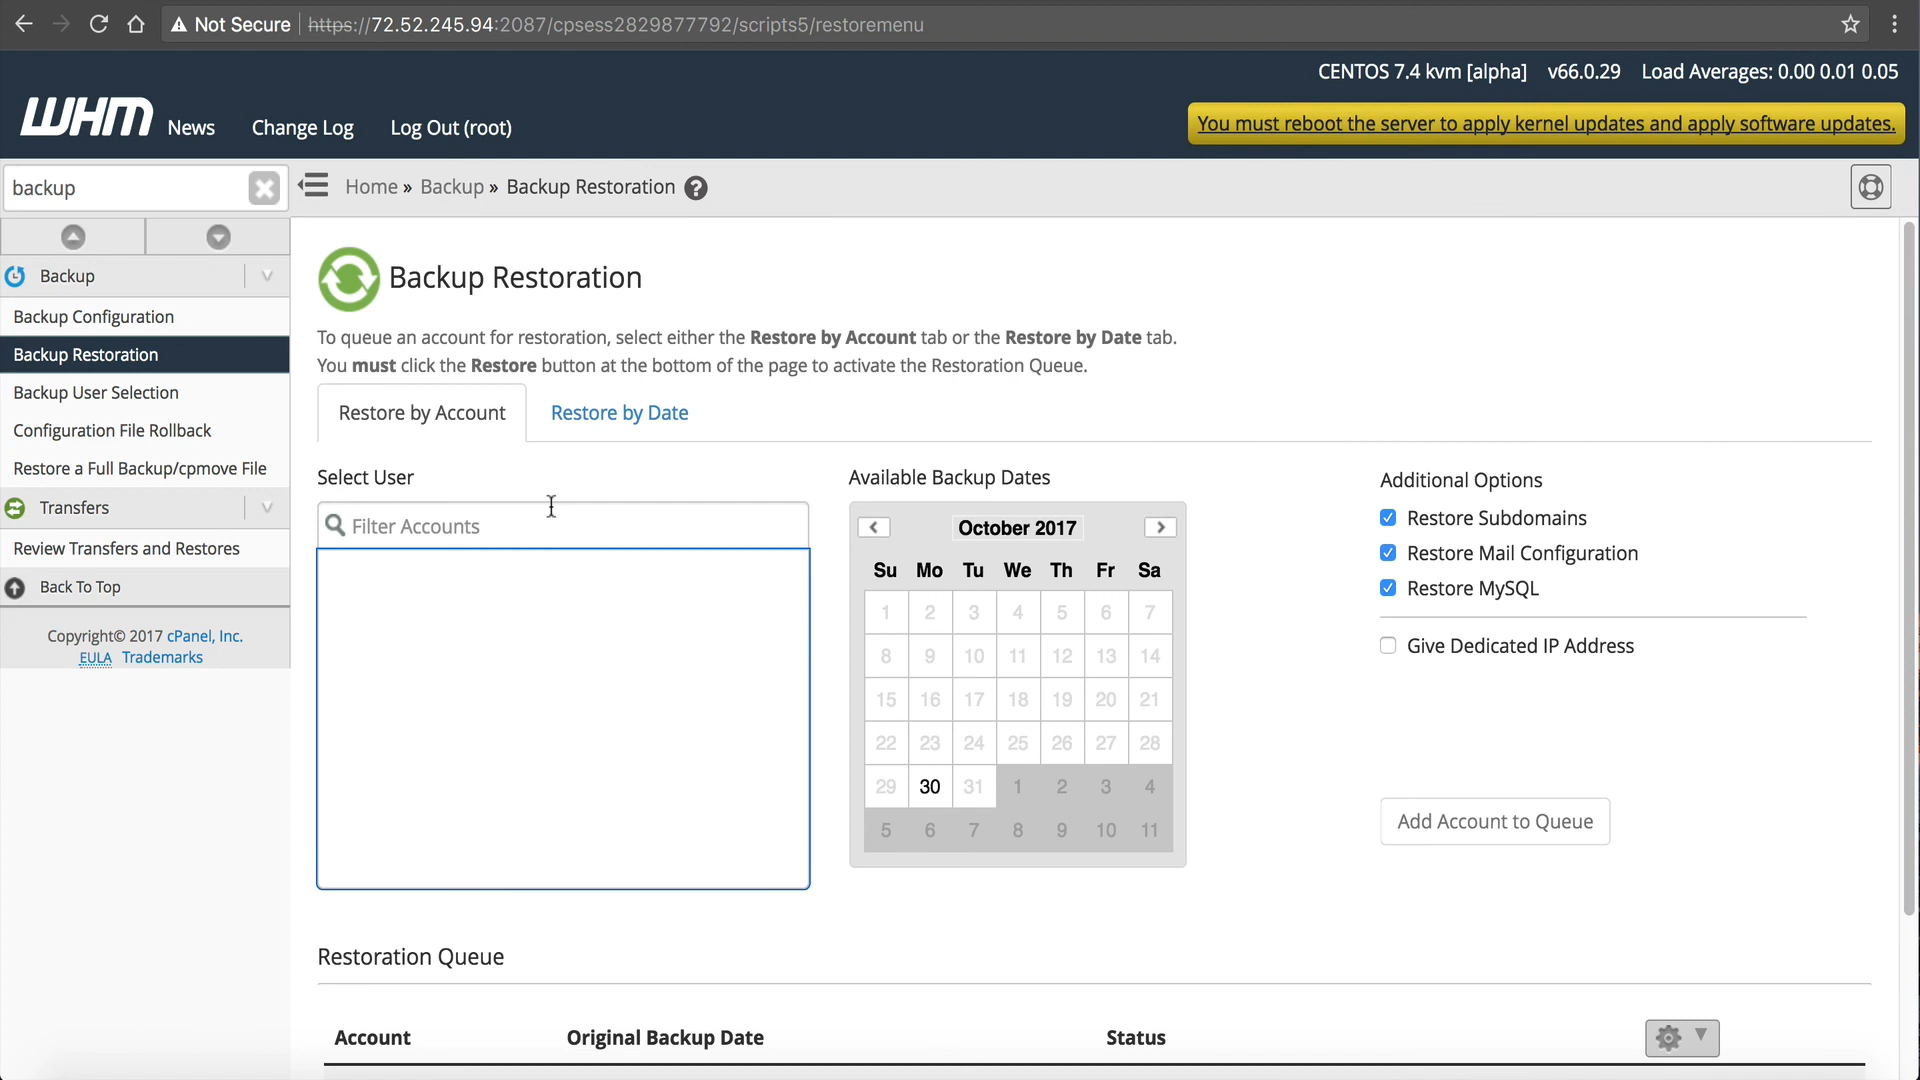 Not Secure https://72.52.245.94:2087/cpsess2829877792/scripts5/restoremenu
CENTOS 7.4 kvm [alpha] v66.0.29 Load Averages: 0.00 0.01 0.05
WHM News Change Log Log Out (root)
You must reboot the server to apply kernel updates and apply software updates.
backup
Home » Backup » Backup Restoration ?
Backup
Backup Configuration
Backup Restoration
Backup User Selection
Configuration File Rollback
Restore a Full Backup/cpmove File
Transfers
Review Transfers and Restores
Back To Top
Copyright© 2017 cPanel, Inc.
EULA Trademarks
Backup Restoration
To queue an account for restoration, select either the Restore by Account tab or the Restore by Date tab.
You must click the Restore button at the bottom of the page to activate the Restoration Queue.
Restore by Account Restore by Date
Select User
Filter Accounts
Available Backup Dates
October 2017
Su Mo Tu We Th Fr Sa
1 2 3 4 5 6 7
8 9 10 11 12 13 14
15 16 17 18 19 20 21
22 23 24 25 26 27 28
29 30 31 1 2 3 4
5 6 7 8 9 10 11
Additional Options
Restore Subdomains
Restore Mail Configuration
Restore MySQL
Give Dedicated IP Address
Add Account to Queue
Restoration Queue
Account Original Backup Date Status